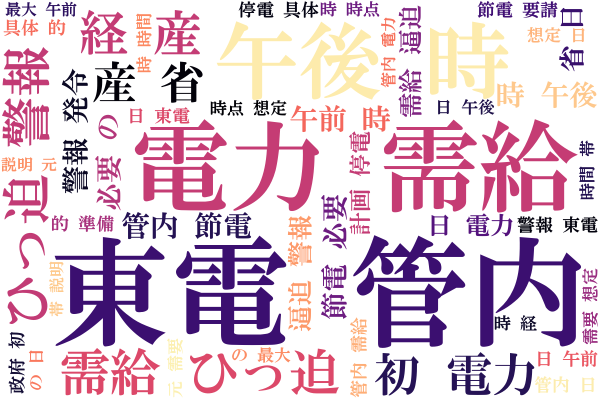 最大 午前
停電 具体
時 時点
節電 要請
具体 的
経 産
時 時間
午後 時
管内 電力
逼迫 需給
想定 日
省 日
警報
産 省
警報 発令
時 午後
時点 想定
日 東電
午前 時
日 午後
必要 の
電力 需給
計画 停電
時間 帯
説明 元
ひっ迫
的 準備
管内 節電
節電 必要
日 電力
警報 東電
逼迫 警報
東電 管内
帯 説明
時 経
需要 想定
政府 初
の 日
需給 ひっ迫
元 需要
の 最大
管内 需給
初 電力
日 午前
管内 日